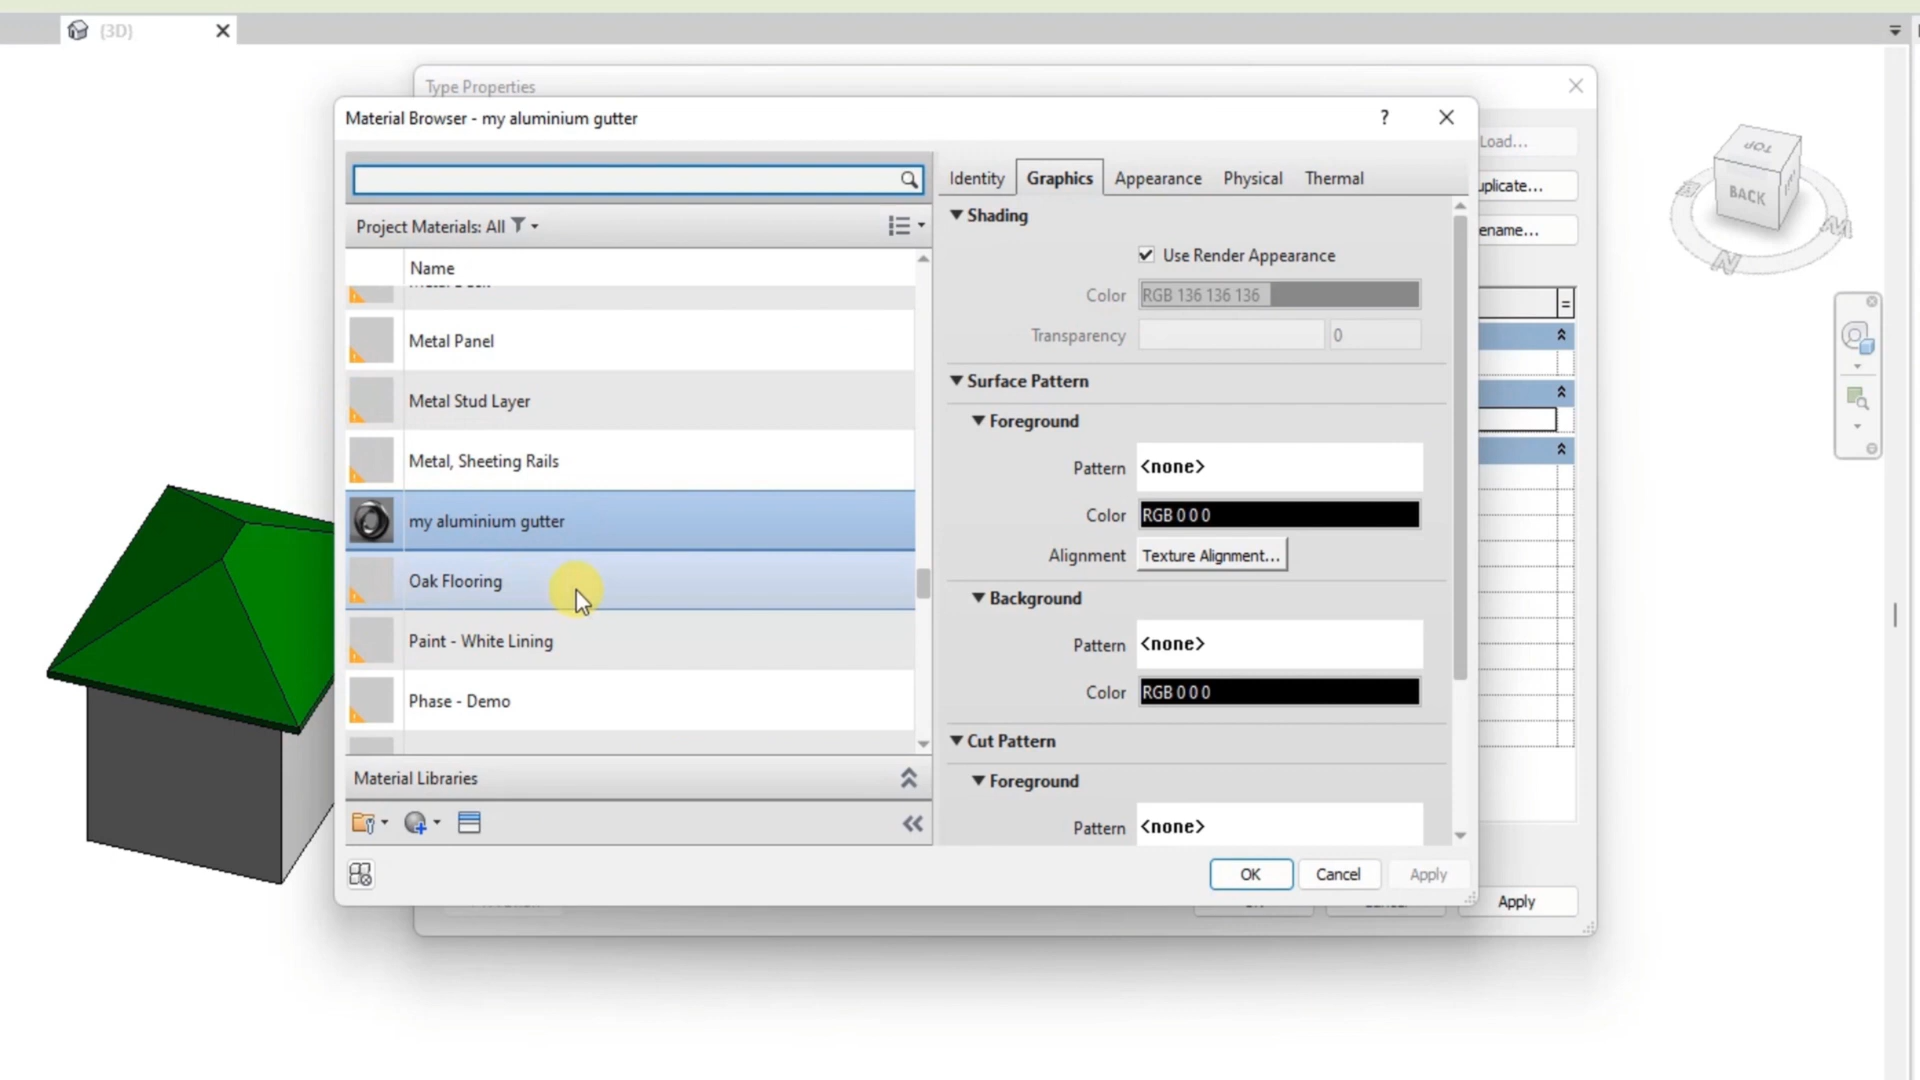 (3D)
Type Properties
Material Browser - my aluminium gutter
?
Load...
Identity
Graphics
Appearance
Physical
Thermal
Project Materials: All
Name
Metal Panel
Metal Stud Layer
Metal, Sheeting Rails
my aluminium gutter
Oak Flooring
Paint - White Lining
Phase - Demo
Material Libraries
Shading
Use Render Appearance
Color
RGB 136 136 136
Transparency
0
Surface Pattern
Foreground
Pattern
<none>
Color
RGB 0 0 0
Alignment
Texture Alignment...
Background
Pattern
<none>
Color
RGB 0 0 0
Cut Pattern
Foreground
Pattern
<none>
OK
Cancel
Apply
Apply
uplicate...
ename...
=
TOP
BACK
N